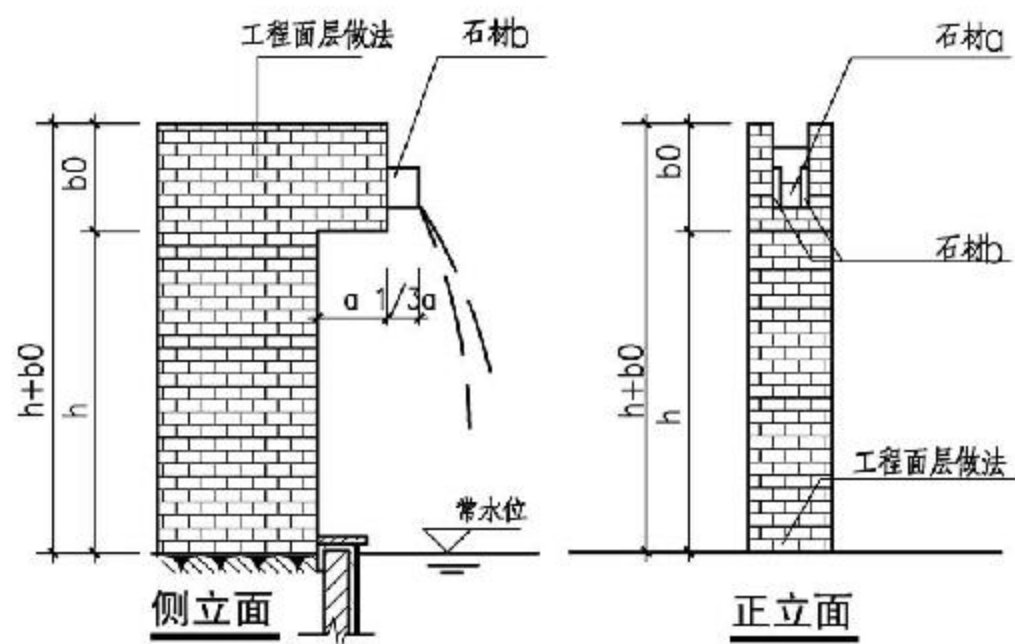 工程面层做法
石材b
石材a
b0
b0
石材b
a 1/3a
h+b0
h
h+b0
h
工程面层做法
常水位
侧立面
正立面